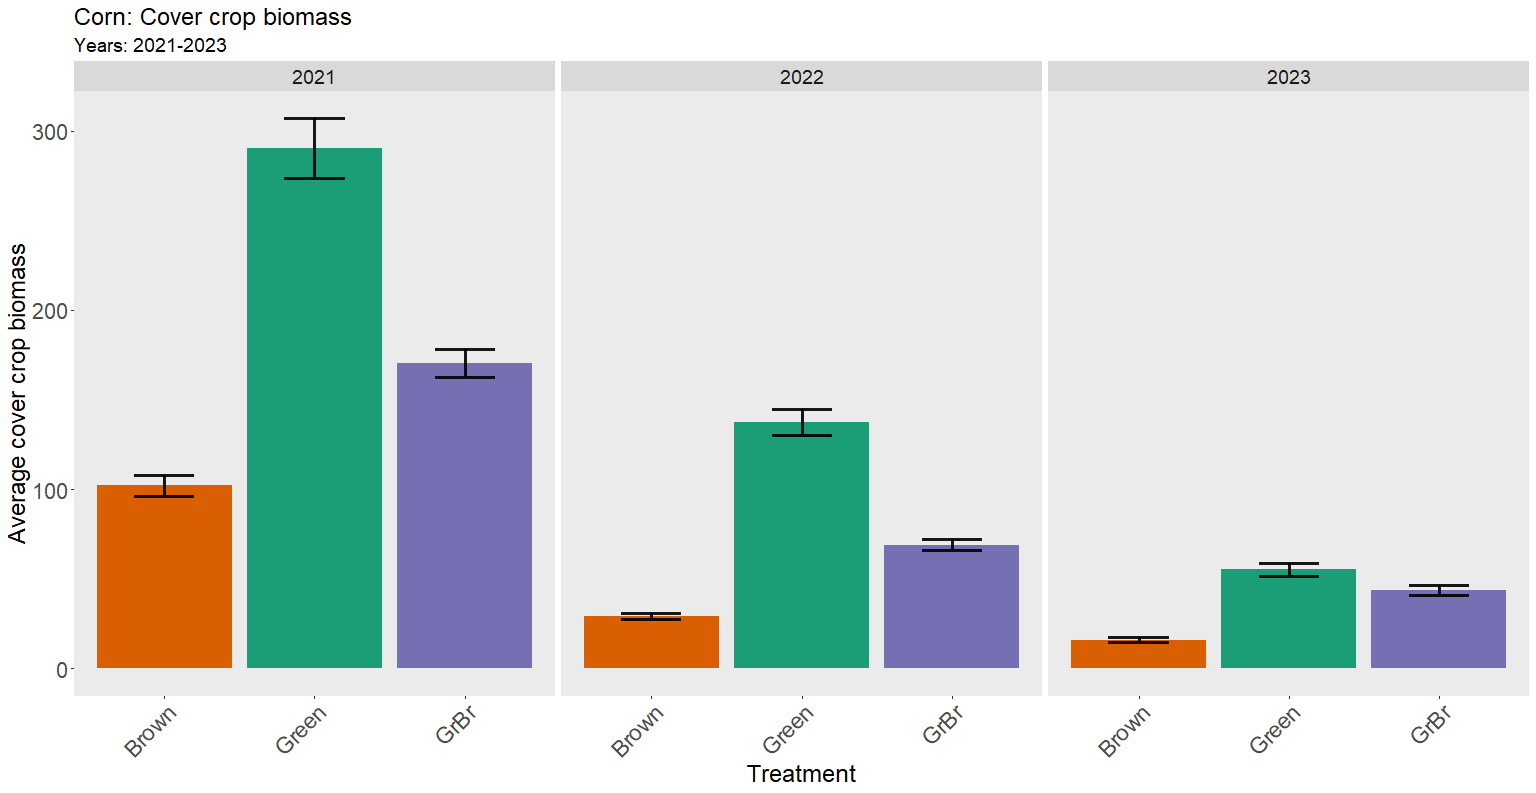 Corn: Cover crop biomass
Years: 2021-2023
2021
2022
2023
Average cover crop biomass
300
200
100
0
Brown
Green
GrBr
Brown
Green
GrBr
Brown
Green
GrBr
Treatment